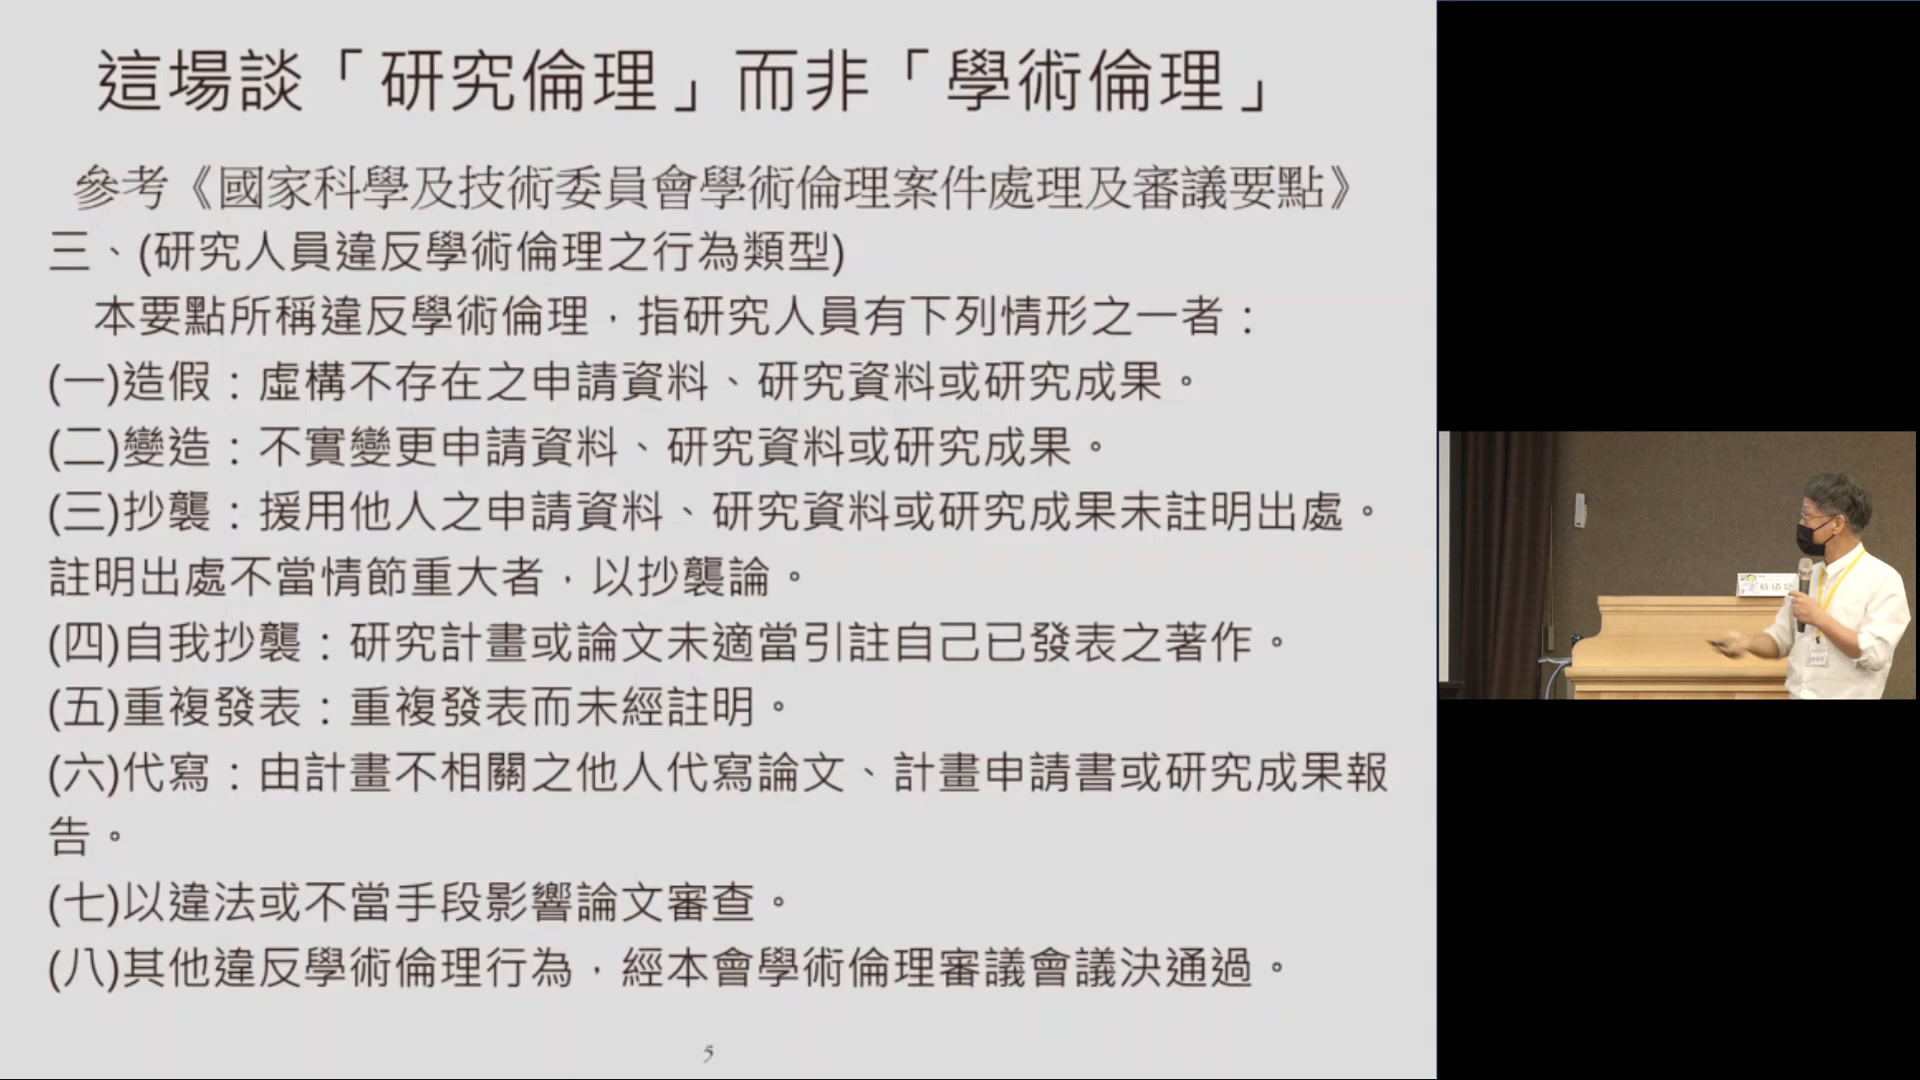 這場談「研究倫理」而非「學術倫理」
參考《國家科學及技術委員會學術倫理案件處理及審議要點》
三、(研究人員違反學術倫理之行為類型)
本要點所稱違反學術倫理，指研究人員有下列情形之一者：
(一)造假：虛構不存在之申請資料、研究資料或研究成果。
(二)變造：不實變更申請資料、研究資料或研究成果。
(三)抄襲：援用他人之申請資料、研究資料或研究成果未註明出處。
註明出處不當情節重大者，以抄襲論。
(四)自我抄襲：研究計畫或論文未適當引註自己已發表之著作。
(五)重複發表：重複發表而未經註明。
(六)代寫：由計畫不相關之他人代寫論文、計畫申請書或研究成果報
告。
(七)以違法或不當手段影響論文審查。
(八)其他違反學術倫理行為，經本會學術倫理審議會議決通過。
5